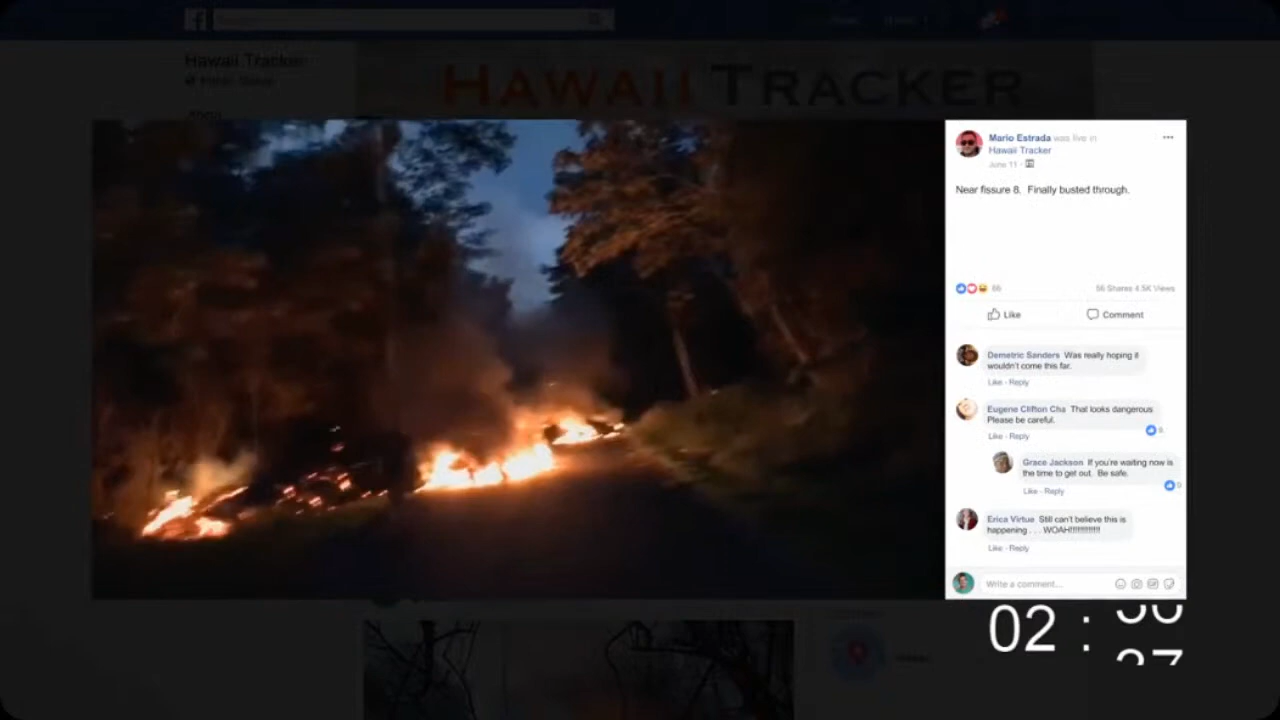 Hawaii Tracker
HAWAII TRACKER
Mario Estrada was live in
Hawaii Tracker
June 11 ·
Near fissure 8. Finally busted through.
66
56 Shares 4.5K Views
Like
Comment
Demetric Sanders Was really hoping it
wouldn't come this far.
Like · Reply
Eugene Clifton Cha That looks dangerous
Please be careful.
Like · Reply
Grace Jackson If you're waiting now is
the time to get out. Be safe.
Like · Reply
Erica Virtue Still can't believe this is
happening . . . WOAH!!!!!!!!!!!!!!
Like · Reply
Write a comment...
02 :